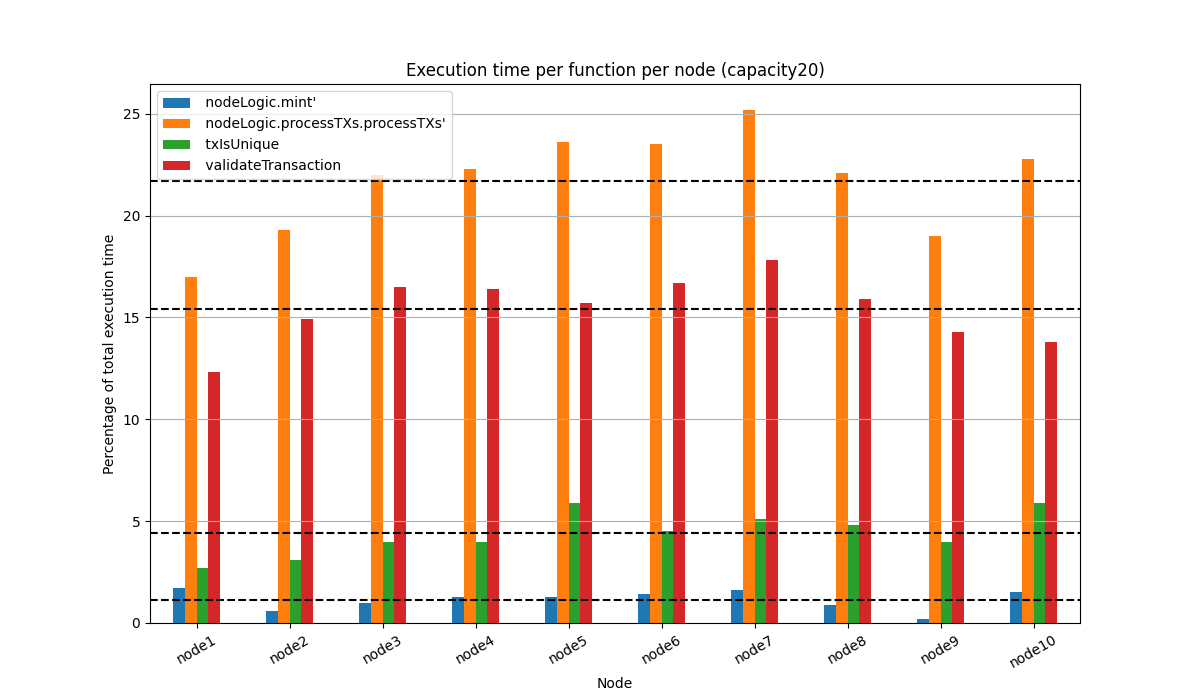 Execution time per function per node (capacity20)
nodeLogic.mint'
nodeLogic.processTXs.processTXs'
txIsUnique
validateTransaction
Percentage of total execution time
25
20
15
10
5
0
node1 node2 node3 node4 node5 node6 node7 node8 node9 node10
Node